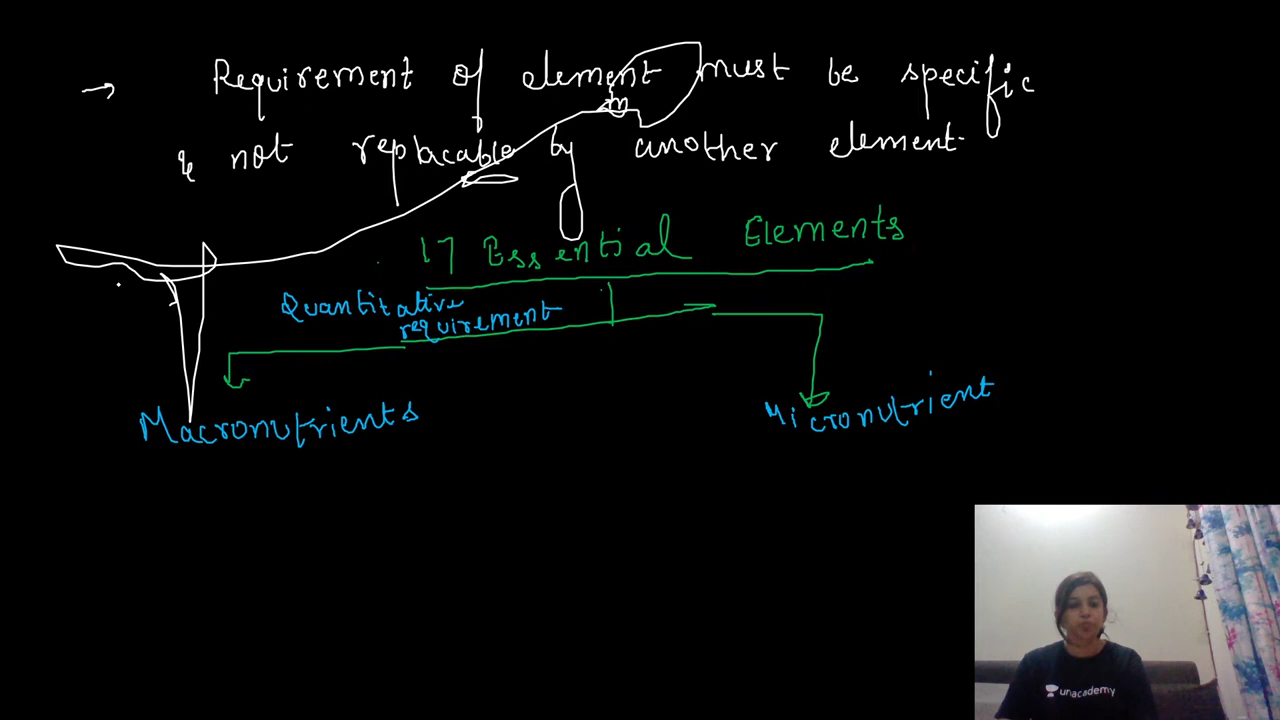 → Requirement of element must be specific
& not replacable by another element.
17 Essential Elements
Quantitative
requirement
Macronutrients
Micronutrient
unacademy